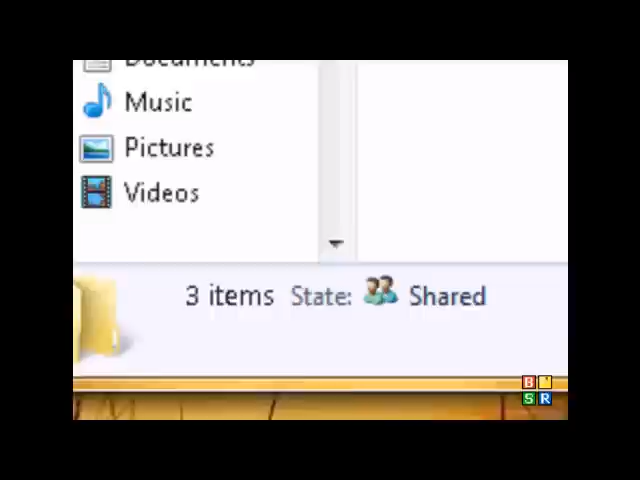 Documents
Music
Pictures
Videos
3 items State: Shared
B
S R